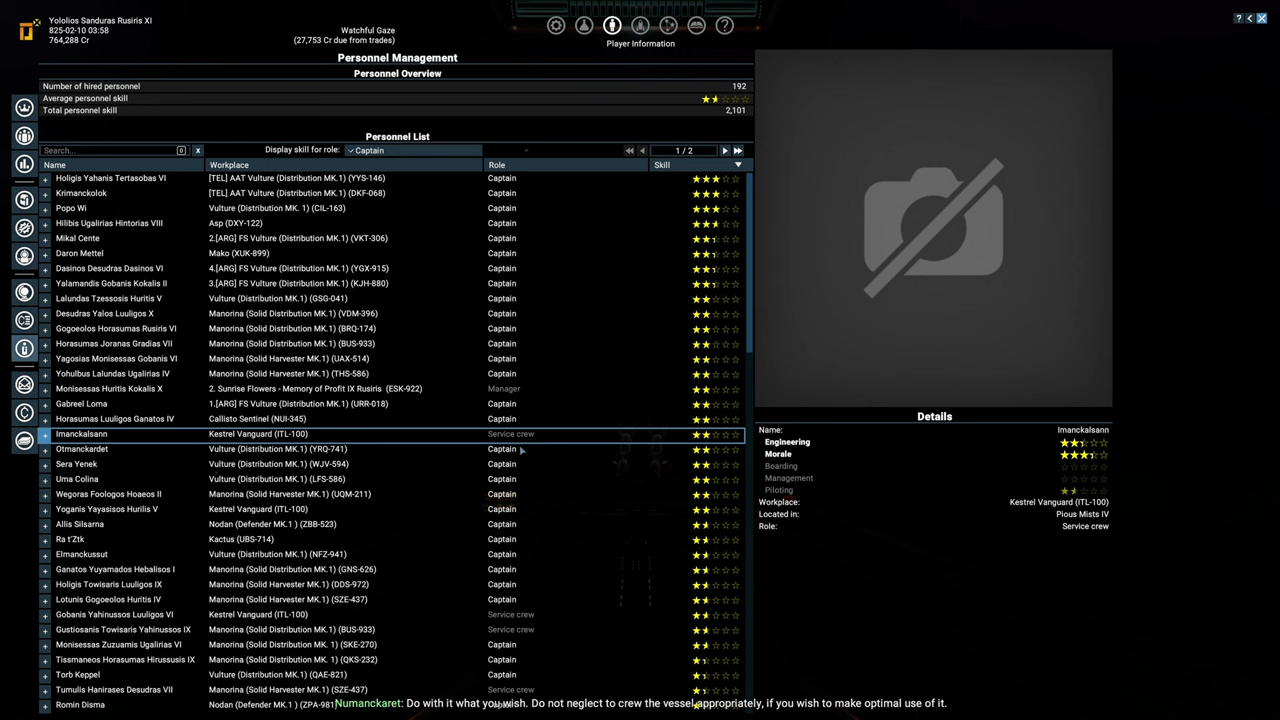 Yololios Sanduras Rusiris XI
825-02-10 03:58
764,288 Cr
Watchful Gaze
(27,753 Cr due from trades)
Player Information
? < X
Personnel Management
Personnel Overview
Number of hired personnel 192
Average personnel skill
Total personnel skill 2,101
Personnel List
Search... 0 x Display skill for role: Captain 1 / 2
Name Workplace Role Skill
+ Holigis Yahanis Tertasobas VI [TEL] AAT Vulture (Distribution MK.1) (YYS-146) Captain
+ Krimanckolok [TEL] AAT Vulture (Distribution MK.1) (DKF-068) Captain
+ Popo Wi Vulture (Distribution MK. 1) (CIL-163) Captain
+ Hilibis Ugalirias Hintorias VIII Asp (DXY-122) Captain
+ Mikal Cente 2.[ARG] FS Vulture (Distribution MK.1) (VKT-306) Captain
+ Daron Mettel Mako (XUK-899) Captain
+ Dasinos Desudras Dasinos VI 4.[ARG] FS Vulture (Distribution MK.1) (YGX-915) Captain
+ Yalamandis Gobanis Kokalis II 3.[ARG] FS Vulture (Distribution MK.1) (KJH-880) Captain
+ Lalundas Tzessosis Huritis V Vulture (Distribution MK.1) (GSG-041) Captain
+ Desudras Yalos Luuligis X Manorina (Solid Distribution MK.1) (VDM-396) Captain
+ Gogoeolos Horasumas Rusiris VI Manorina (Solid Distribution MK.1) (BRQ-174) Captain
+ Horasumas Joranas Gradias VII Manorina (Solid Distribution MK.1) (BUS-933) Captain
+ Yagosias Monisessas Gobanis VI Manorina (Solid Harvester MK.1) (UAX-514) Captain
+ Yohulbus Lalundas Ugalirias IV Manorina (Solid Harvester MK.1) (THS-586) Captain
+ Monisessas Huritis Kokalis X 2. Sunrise Flowers - Memory of Profit IX Rusiris (ESK-922) Manager
+ Gabreel Loma 1.[ARG] FS Vulture (Distribution MK.1) (URR-018) Captain
+ Horasumas Luuligos Ganatos IV Callisto Sentinel (NUI-345) Captain
+ Imanckalsann Kestrel Vanguard (ITL-100) Service crew
+ Otmanckardet Vulture (Distribution MK.1) (YRQ-741) Captain
+ Sera Yenek Vulture (Distribution MK.1) (WJV-594) Captain
+ Uma Colina Vulture (Distribution MK.1) (LFS-586) Captain
+ Wegoras Foologos Hoaeos II Manorina (Solid Harvester MK.1) (UQM-211) Captain
+ Yoganis Yayasisos Hurilis V Kestrel Vanguard (ITL-100) Captain
+ Allis Silsarna Nodan (Defender MK.1 ) (ZBB-523) Captain
+ Ra t'Ztk Kactus (UBS-714) Captain
+ Elmanckussut Vulture (Distribution MK.1) (NFZ-941) Captain
+ Ganatos Yuyamados Hebalisos I Manorina (Solid Distribution MK.1) (GNS-626) Captain
+ Holigis Towisaris Luuligos IX Manorina (Solid Harvester MK.1) (DDS-972) Captain
+ Lotunis Gogoelos Huritis IV Manorina (Solid Harvester MK.1) (SZE-437) Captain
+ Gobanis Yahinussos Luuligos VI Kestrel Vanguard (ITL-100) Service crew
+ Gustiosanis Towisaris Yahinussos IX Manorina (Solid Distribution MK.1) (BUS-933) Service crew
+ Monisessas Zuzumais Ugalirias VI Manorina (Solid Distribution MK.1) (SKE-270) Captain
+ Tissmaneos Horasumas Hirussusis IX Manorina (Solid Distribution MK.1) (QKS-232) Captain
+ Torb Keppel Vulture (Distribution MK.1) (QAE-821) Captain
+ Tumulis Hanirases Desudras VII Manorina (Solid Harvester MK.1) (SZE-437) Service crew
+ Romin Disma Nodan (Defender MK.1 ) (ZPA-981)
Numanckaret: Do with it what you wish. Do not neglect to crew the vessel appropriately, if you wish to make optimal use of it.
Details
Name: Imanckalsann
Engineering
Morale
Boarding
Management
Piloting
Workplace: Kestrel Vanguard (ITL-100)
Located in: Pious Mists IV
Role: Service crew